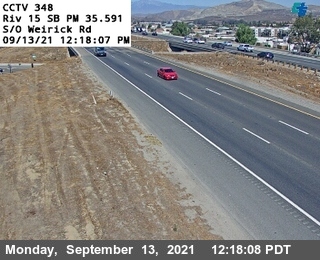 CCTV 348
Riv 15 SB PM 35.591
S/O Weirick Rd
09/13/21 12:18:07 PM
Monday, September 13, 2021 12:18:08 PDT